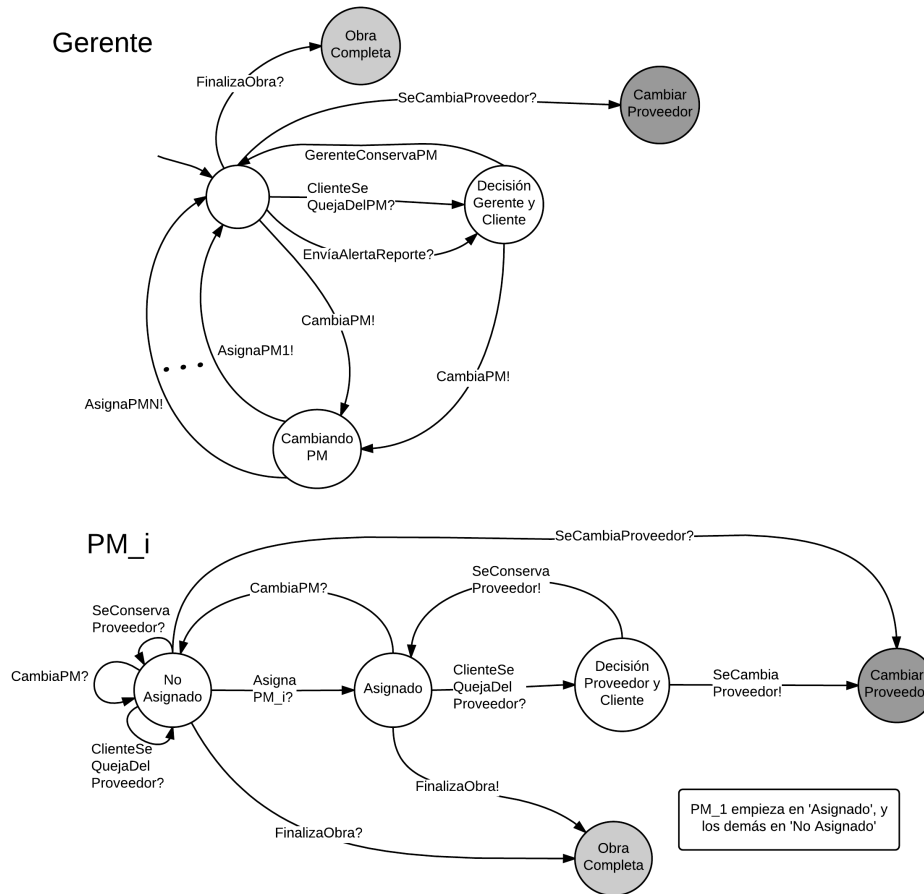 Gerente
Obra
Completa
FinalizaObra?
SeCambiaProveedor?
Cambiar
Proveedor
GerenteConservaPM
ClienteSe
QuejaDelPM?
Decisión
Gerente y
Cliente
EnvíaAlertaReporte?
CambiaPM!
AsignaPM1!
CambiaPM!
AsignaPMN!
Cambiando
PM
PM_i
SeCambiaProveedor?
SeConserva
Proveedor!
CambiaPM?
SeConserva
Proveedor?
CambiaPM?
No
Asignado
Asigna
PM_i?
Asignado
ClienteSe
QuejaDel
Proveedor?
Decisión
Proveedor y
Cliente
SeCambia
Proveedor!
Cambiar
Proveedo
ClienteSe
QuejaDel
Proveedor?
FinalizaObra!
FinalizaObra?
PM_1 empieza en 'Asignado', y
los demás en 'No Asignado'
Obra
Completa